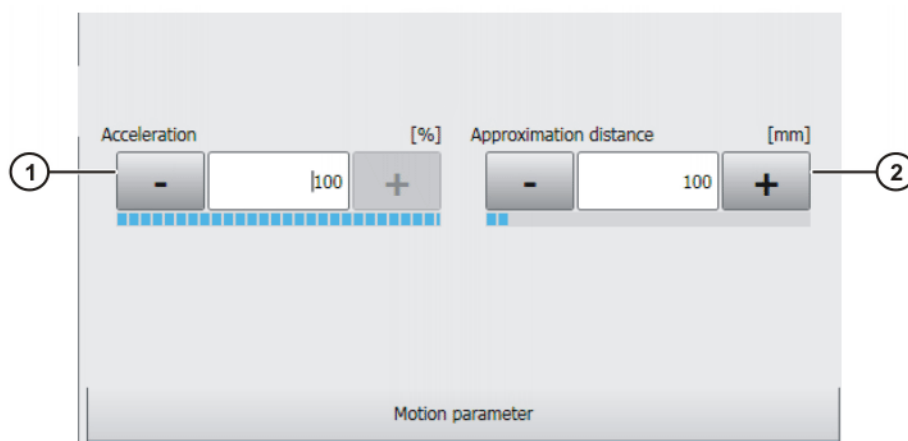 Acceleration [%] Approximation distance [mm]
1 - 100 + - 100 + 2
Motion parameter